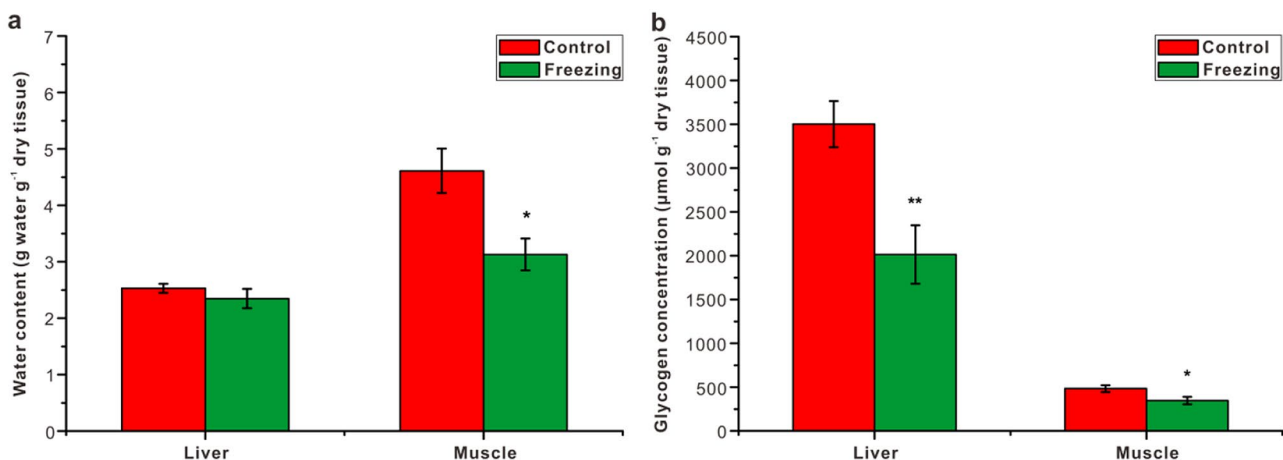 a
Water content (g water g⁻¹ dry tissue)
7
6
5
4
3
2
1
0
Control
Freezing
*
Liver
Muscle
b
Glycogen concentration (μmol g⁻¹ dry tissue)
4500
4000
3500
3000
2500
2000
1500
1000
500
0
Control
Freezing
**
*
Liver
Muscle